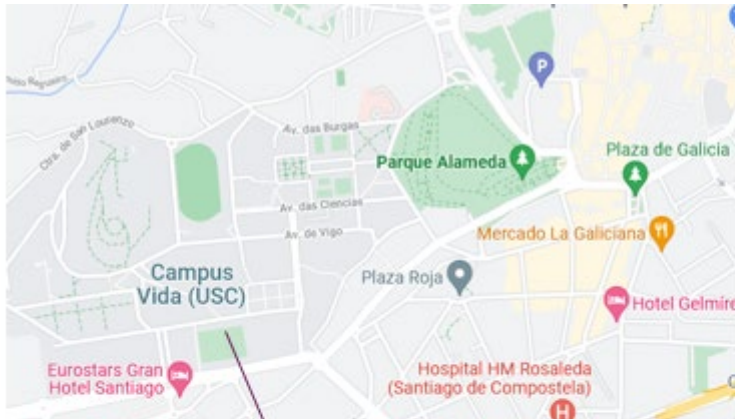 Ctra. de San Lourenzo
Av. das Burgas
Parque Alameda
Plaza de Galicia
Av. das Ciencias
Av. de Vigo
Mercado La Galiciana
Campus
Vida (USC)
Plaza Roja
Hotel Gelmíre
Eurostars Gran
Hotel Santiago
Hospital HM Rosaleda
(Santiago de Compostela)
P
H